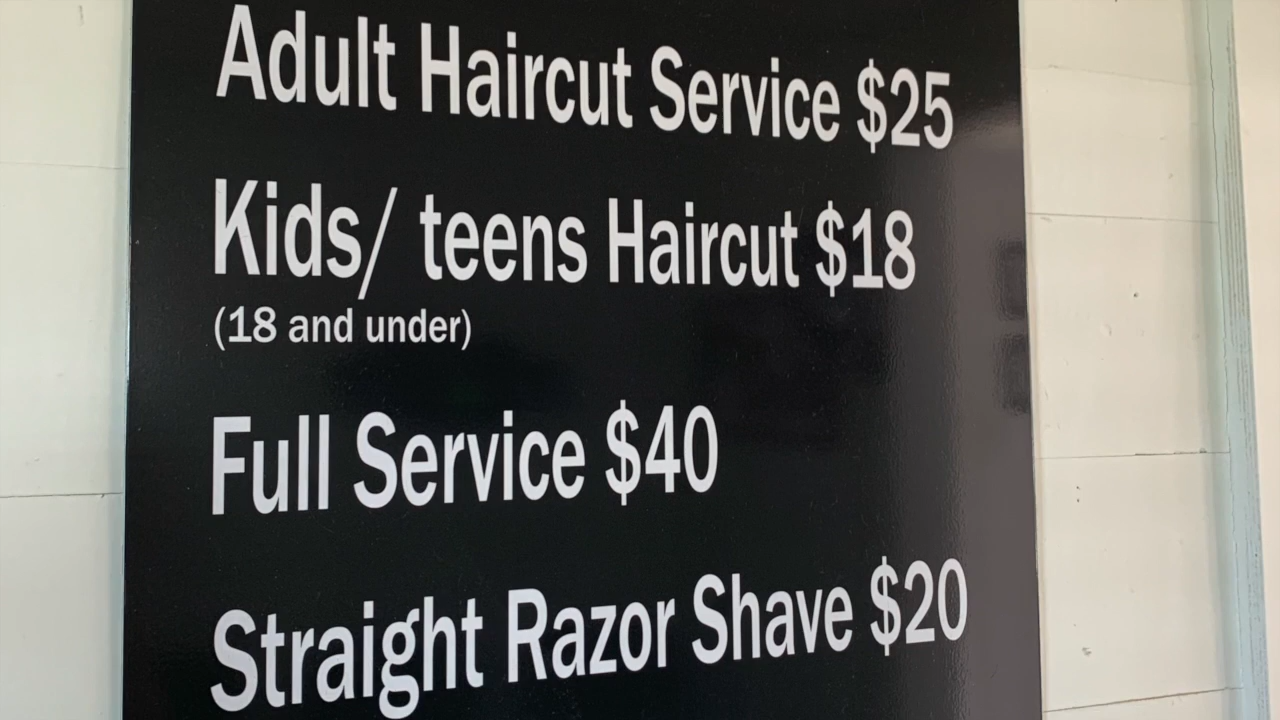 Adult Haircut Service $25
Kids/ teens Haircut $18
(18 and under)
Full Service $40
Straight Razor Shave $20